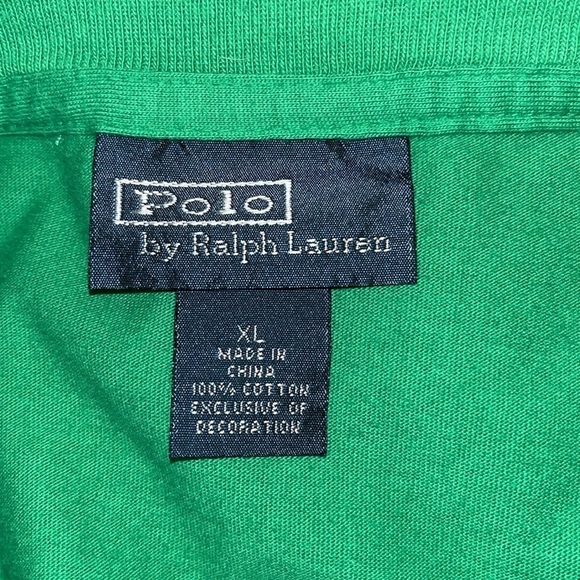 Polo
by Ralph Lauren
XL
MADE IN
CHINA
100% COTTON
EXCLUSIVE OF
DECORATION